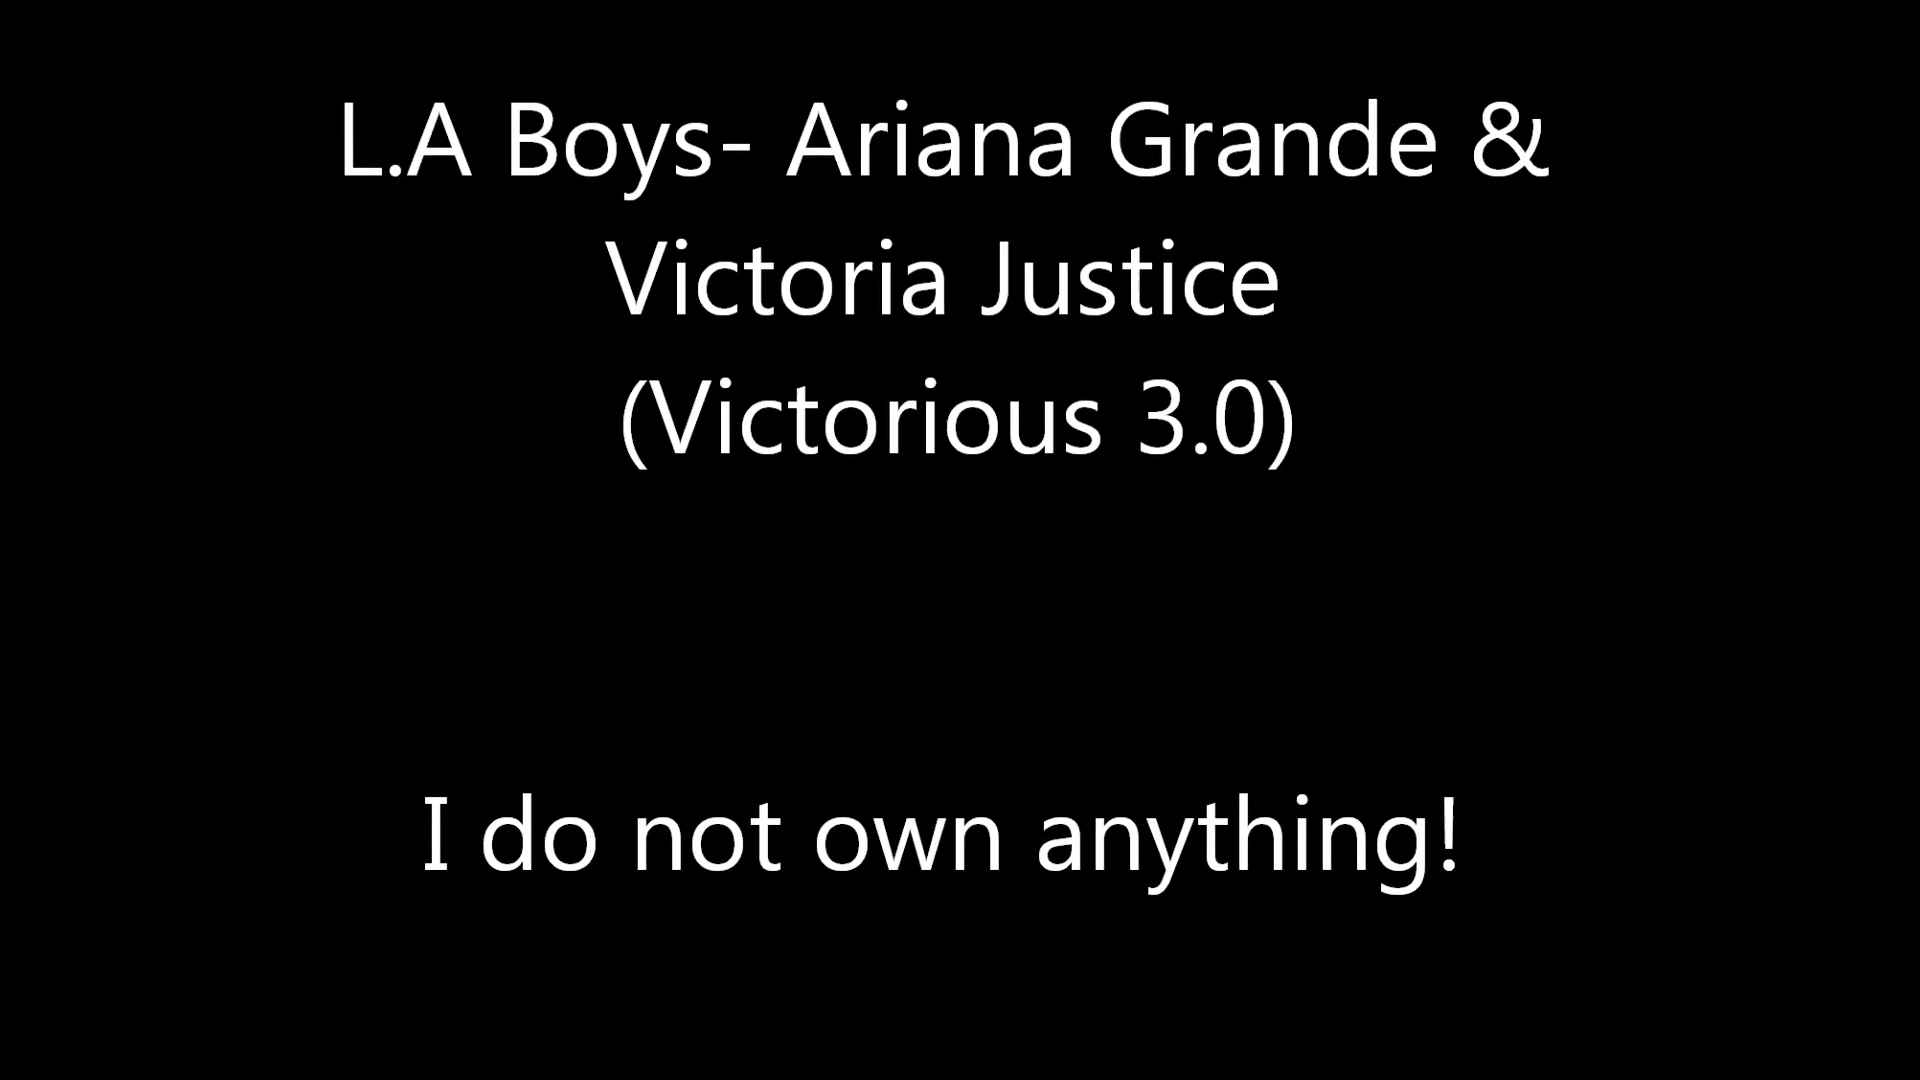 L.A Boys- Ariana Grande &
Victoria Justice
(Victorious 3.0)
I do not own anything!